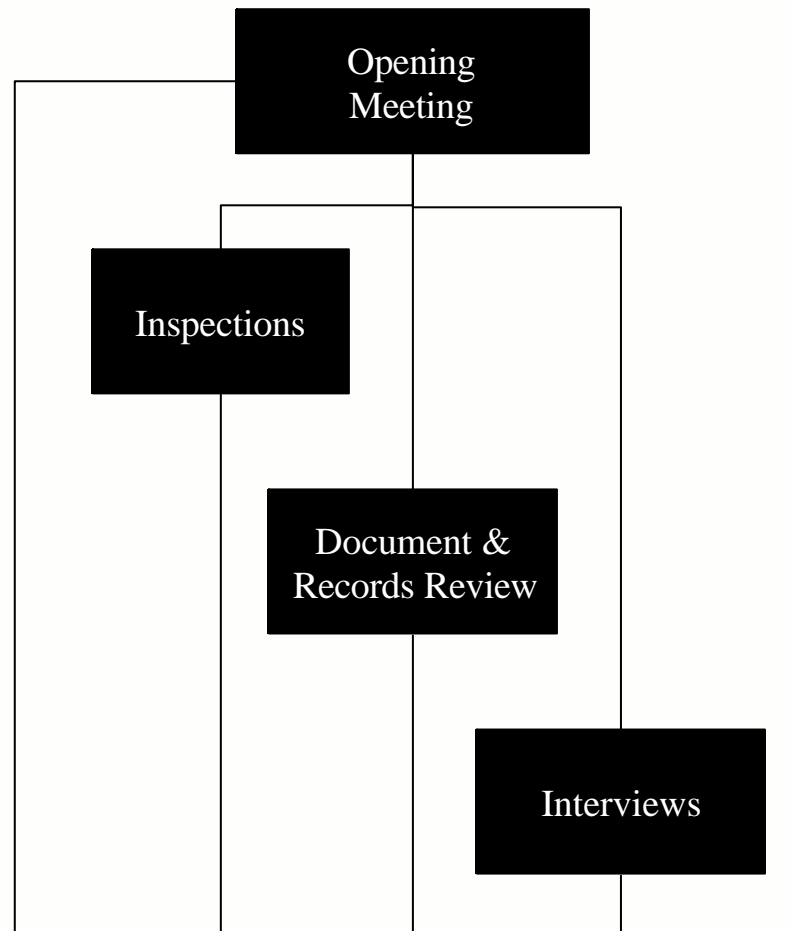 Opening
Meeting
Inspections
Document &
Records Review
Interviews